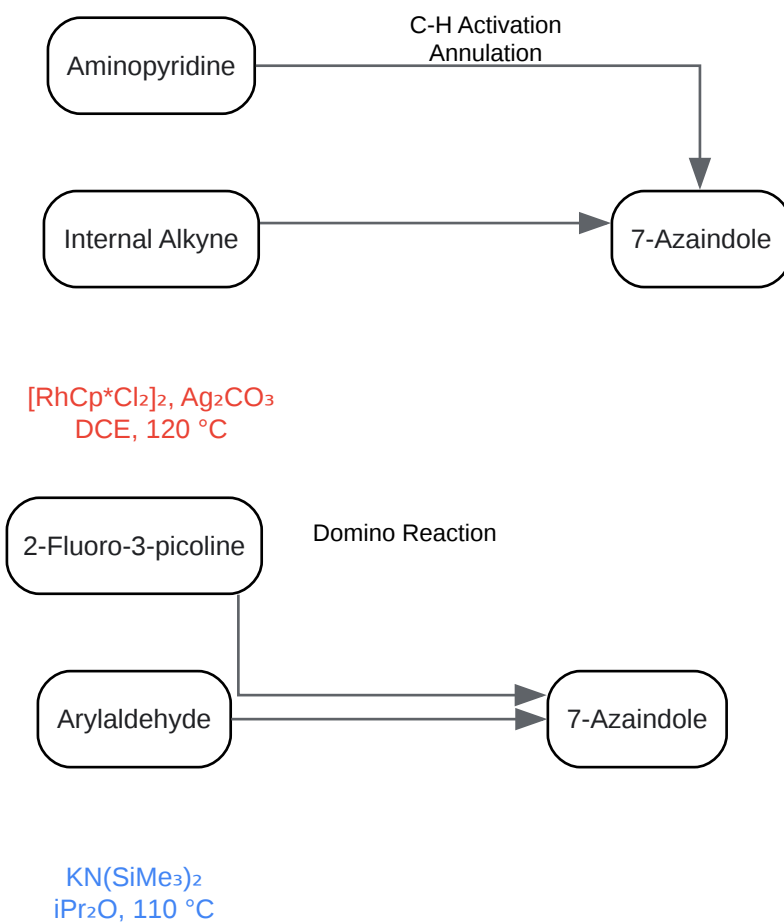 C-H Activation
Annulation
Aminopyridine
Internal Alkyne
7-Azaindole
[RhCp*Cl₂]₂, Ag₂CO₃
DCE, 120 °C
2-Fluoro-3-picoline
Domino Reaction
Arylaldehyde
7-Azaindole
KN(SiMe₃)₂
iPr₂O, 110 °C